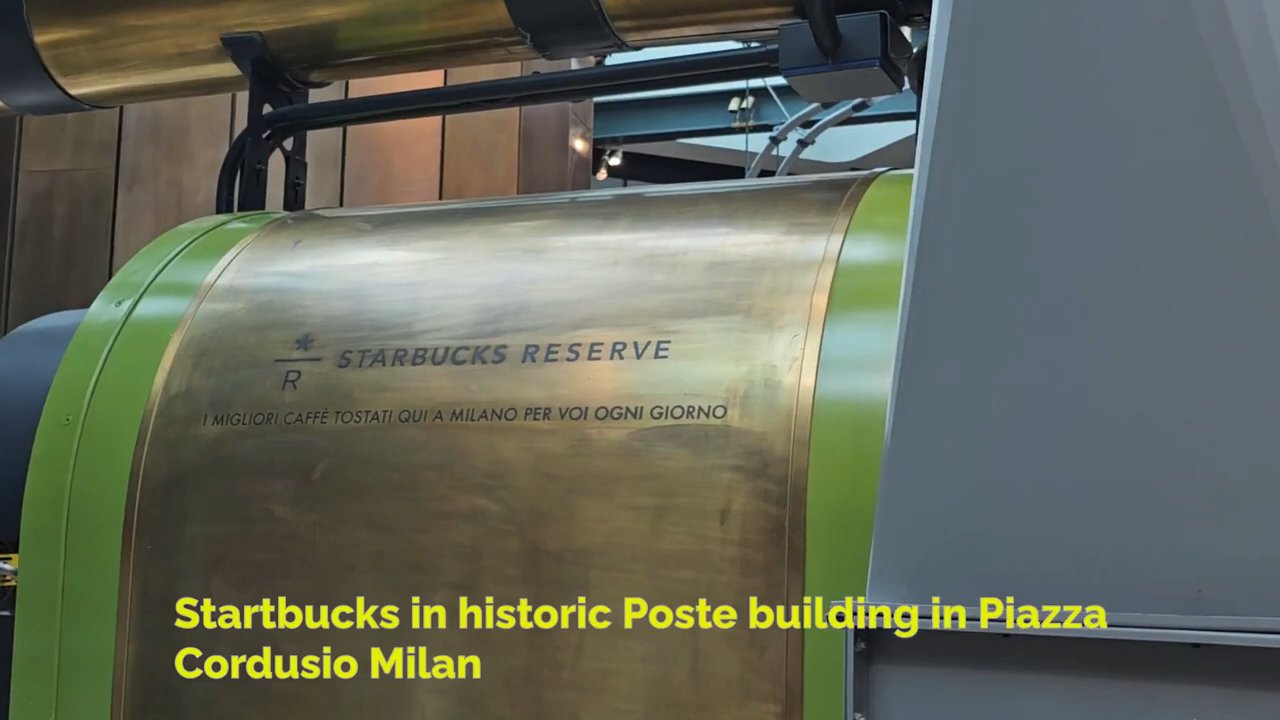 ★
R
STARBUCKS RESERVE
I MIGLIORI CAFFÈ TOSTATI QUI A MILANO PER VOI OGNI GIORNO
Startbucks in historic Poste building in Piazza
Cordusio Milan